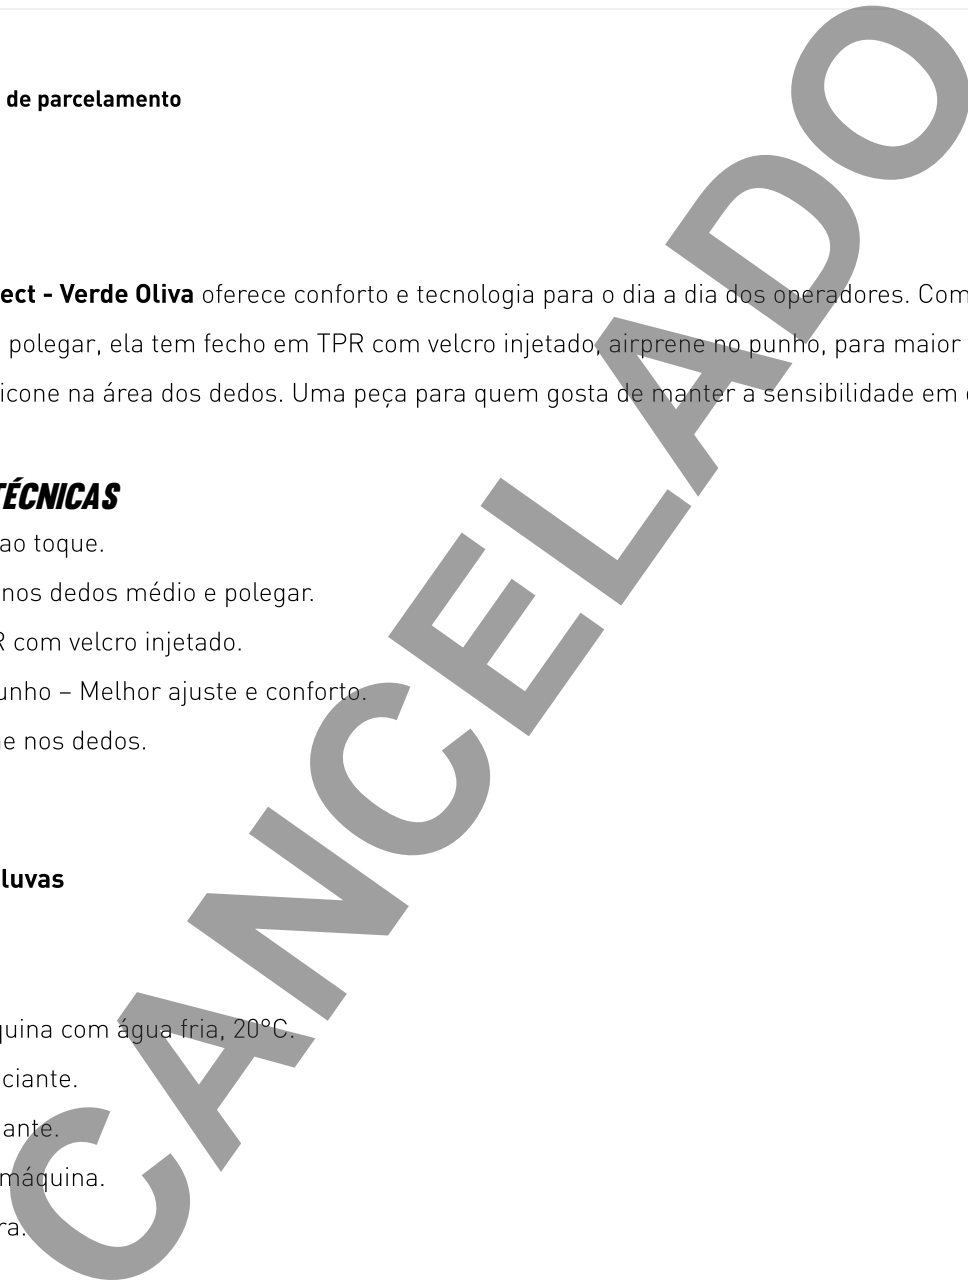 de parcelamento
ect - Verde Oliva oferece conforto e tecnologia para o dia a dia dos operadores. Com
polegar, ela tem fecho em TPR com velcro injetado, airprene no punho, para maior
icone na área dos dedos. Uma peça para quem gosta de manter a sensibilidade em
TÉCNICAS
ao toque.
nos dedos médio e polegar.
R com velcro injetado.
unho – Melhor ajuste e conforto.
e nos dedos.
luvas
quina com água fria, 20°C.
ciante.
ante.
máquina.
ra.
CANCELADO